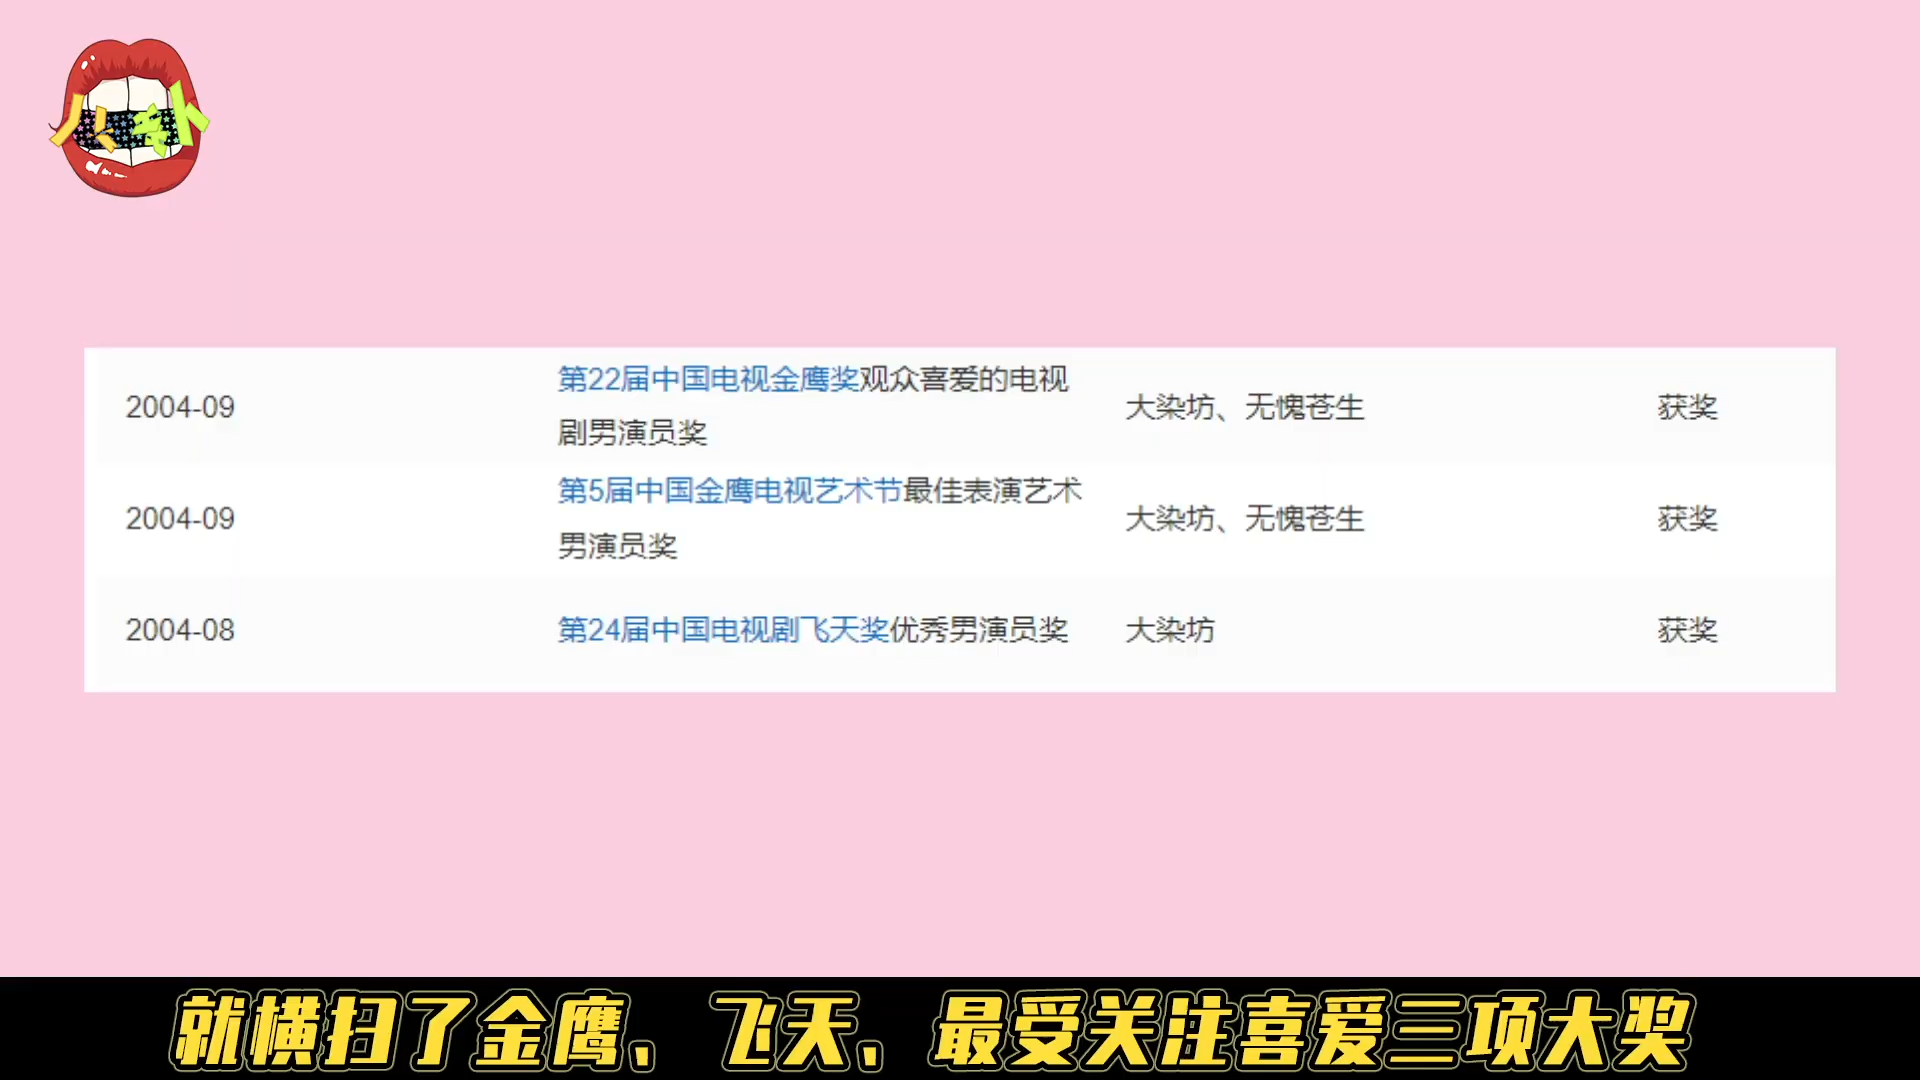 八卦
2004-09
第22届中国电视金鹰奖观众喜爱的电视
剧男演员奖
大染坊、无愧苍生
获奖
2004-09
第5届中国金鹰电视艺术节最佳表演艺术
男演员奖
大染坊、无愧苍生
获奖
2004-08
第24届中国电视剧飞天奖优秀男演员奖
大染坊
获奖
就横扫了金鹰，飞天，最受关注喜爱三项大奖